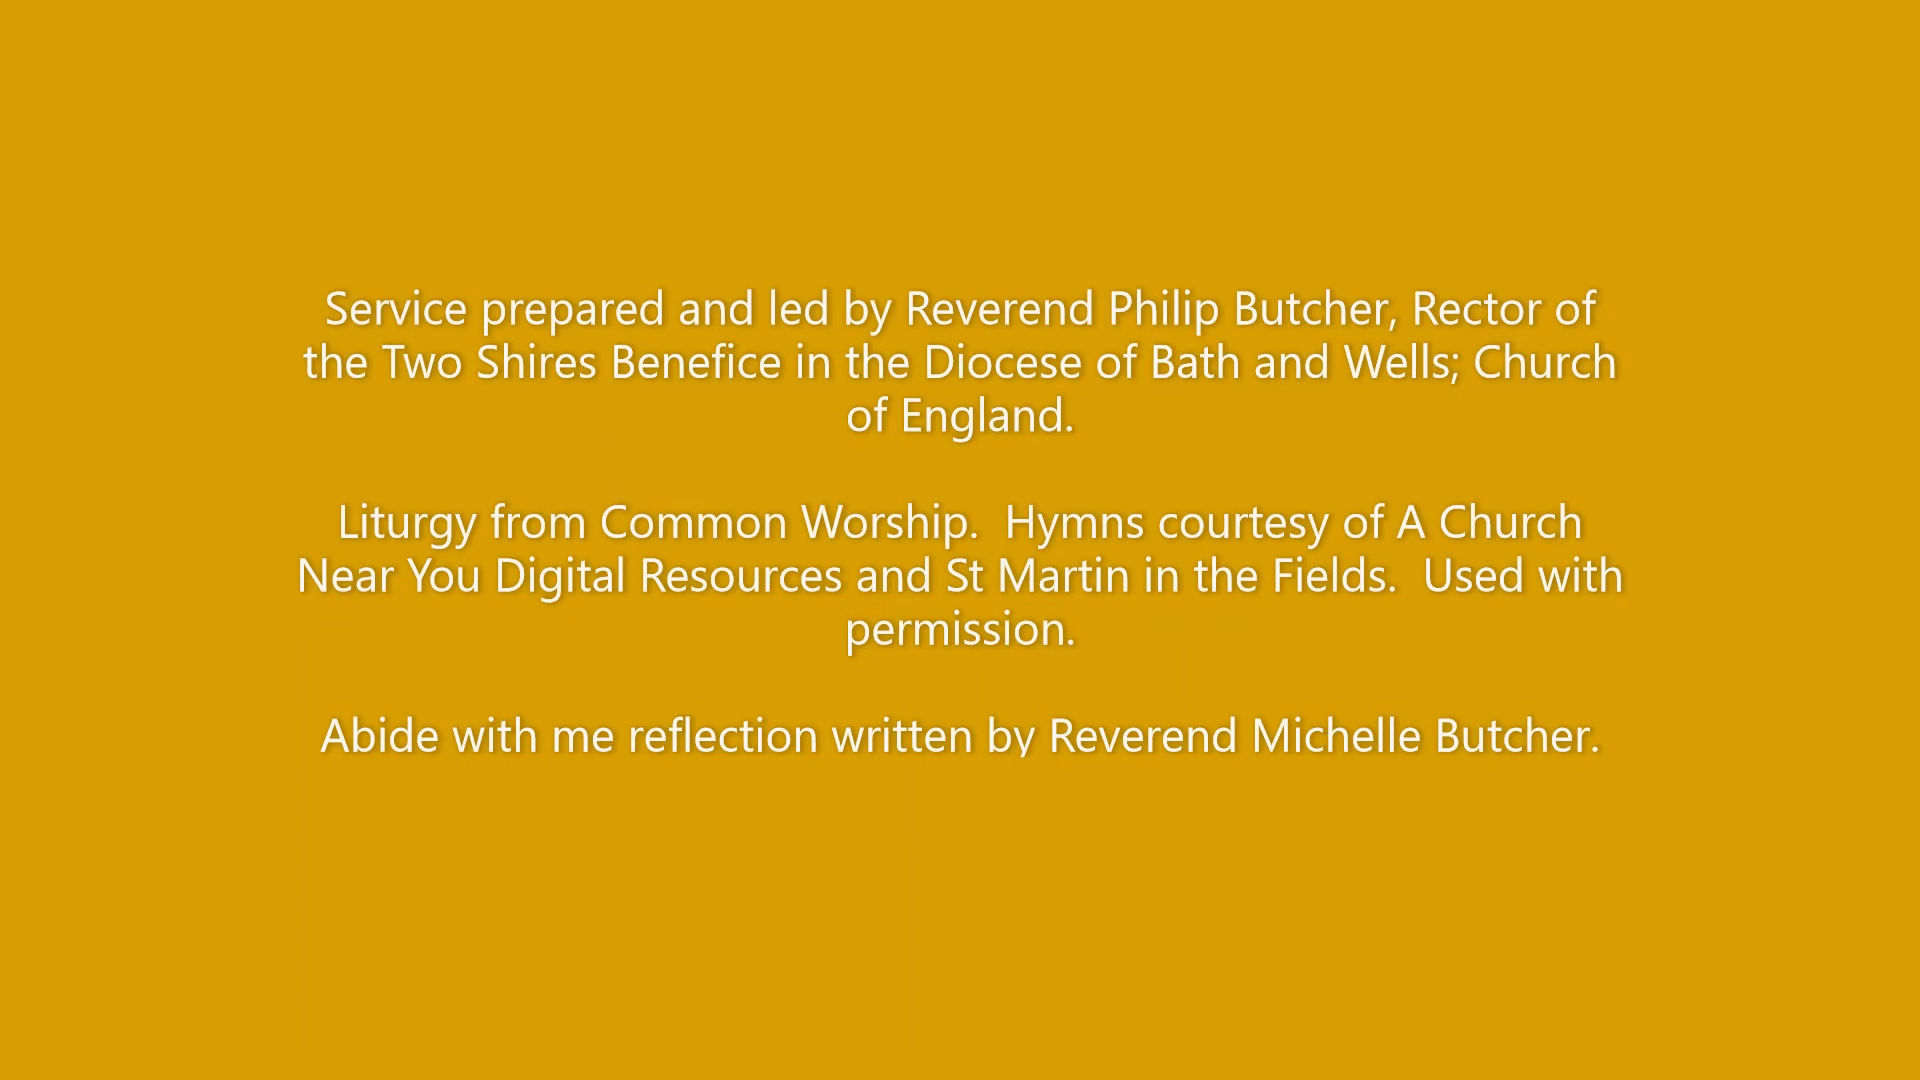 Service prepared and led by Reverend Philip Butcher, Rector of
the Two Shires Benefice in the Diocese of Bath and Wells; Church
of England.
Liturgy from Common Worship.  Hymns courtesy of A Church
Near You Digital Resources and St Martin in the Fields.  Used with
permission.
Abide with me reflection written by Reverend Michelle Butcher.